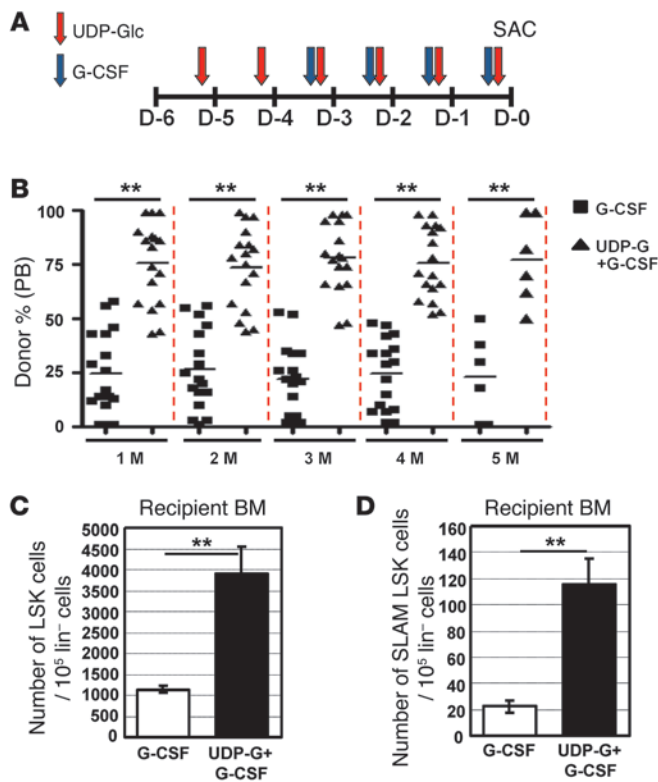 A
UDP-Glc
G-CSF
SAC
D-6 D-5 D-4 D-3 D-2 D-1 D-0
B
** ** ** ** **
Donor % (PB)
100
75
50
25
0
1 M 2 M 3 M 4 M 5 M
G-CSF
UDP-G
+G-CSF
C
Recipient BM
Number of LSK cells
/ 10⁵ lin⁻ cells
5000
4500
4000
3500
3000
2500
2000
1500
1000
500
0
**
G-CSF UDP-G+
G-CSF
D
Recipient BM
Number of SLAM LSK cells
/ 10⁵ lin⁻ cells
160
140
120
100
80
60
40
20
0
**
G-CSF UDP-G+
G-CSF